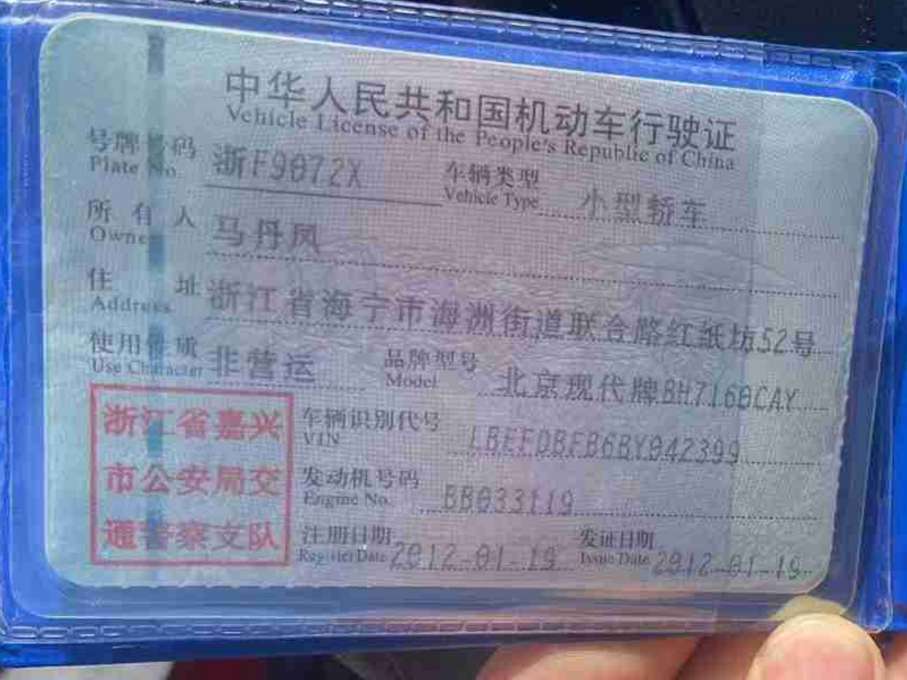 中华人民共和国机动车行驶证
Vehicle License of the People's Republic of China
号牌号码 浙F9072X 车辆类型 小型轿车
Plate No. Vehicle Type
所有人 马丹凤
Owner
住址 浙江省海宁市海洲街道联合路红纸坊52号
Address
使用性质 非营运 品牌型号 北京现代牌BH7160CAY
Use Character Model
浙江省嘉兴
市公安局交
通警察支队
车辆识别代号 LBEFDBFB6BY042399
VIN
发动机号码 BB033119
Engine No.
注册日期 2012-01-19 发证日期 2012-01-19
Register Date Issue Date